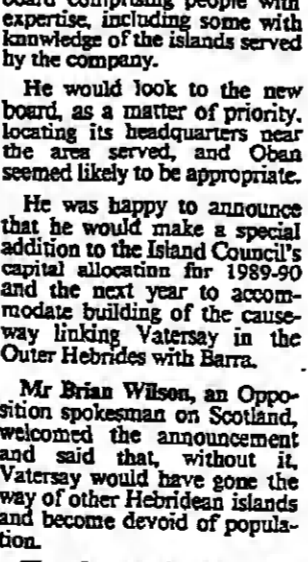 board comprising people with
expertise, including some with
knowledge of the islands served
by the company.
He would look to the new
board, as a matter of priority,
locating its headquarters near
the area served, and Oban
seemed likely to be appropriate.
He was happy to announce
that he would make a special
addition to the Island Council's
capital allocation for 1989-90
and the next year to accom-
modate building of the cause-
way linking Vatersay in the
Outer Hebrides with Barra.
Mr Brian Wilson, an Oppo-
sition spokesman on Scotland,
welcomed the announcement
and said that, without it,
Vatersay would have gone the
way of other Hebridean islands
and become devoid of popula-
tion.